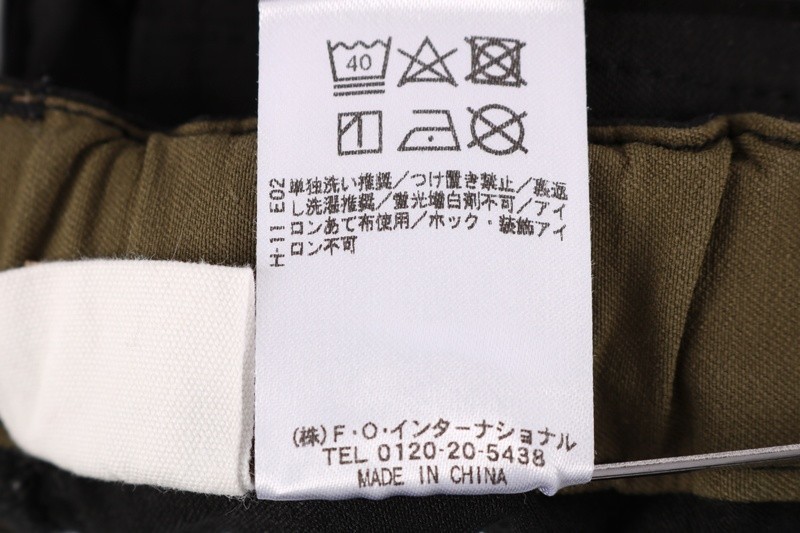 40
単独洗い推奨／つけ置き禁止／裏返
し洗濯推奨／蛍光増白剤不可／アイ
ロンあて布使用／ホック・装飾アイ
ロン不可
H-11 E02
(株)F・O・インターナショナル
TEL 0120-20-5438
MADE IN CHINA